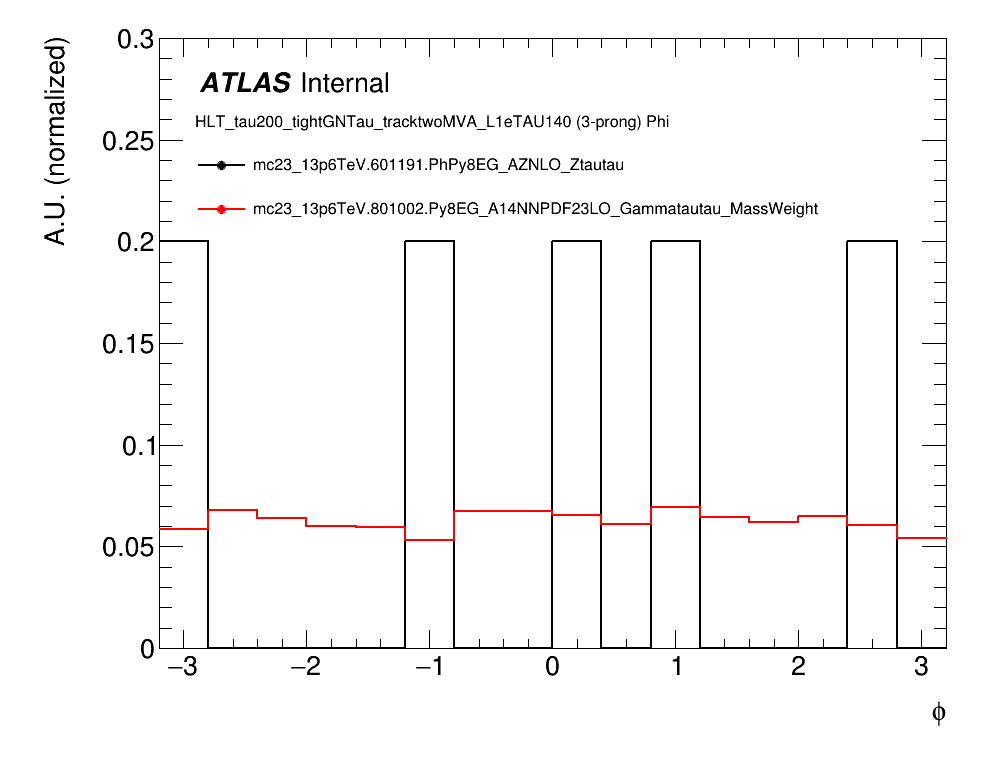 A.U. (normalized)
0.3
0.25
0.2
0.15
0.1
0.05
0
ATLAS Internal
HLT_tau200_tightGNTau_tracktwoMVA_L1eTAU140 (3-prong) Phi
mc23_13p6TeV.601191.PhPy8EG_AZNLO_Ztautau
mc23_13p6TeV.801002.Py8EG_A14NNPDF23LO_Gammatautau_MassWeight
−3 −2 −1 0 1 2 3
ϕ